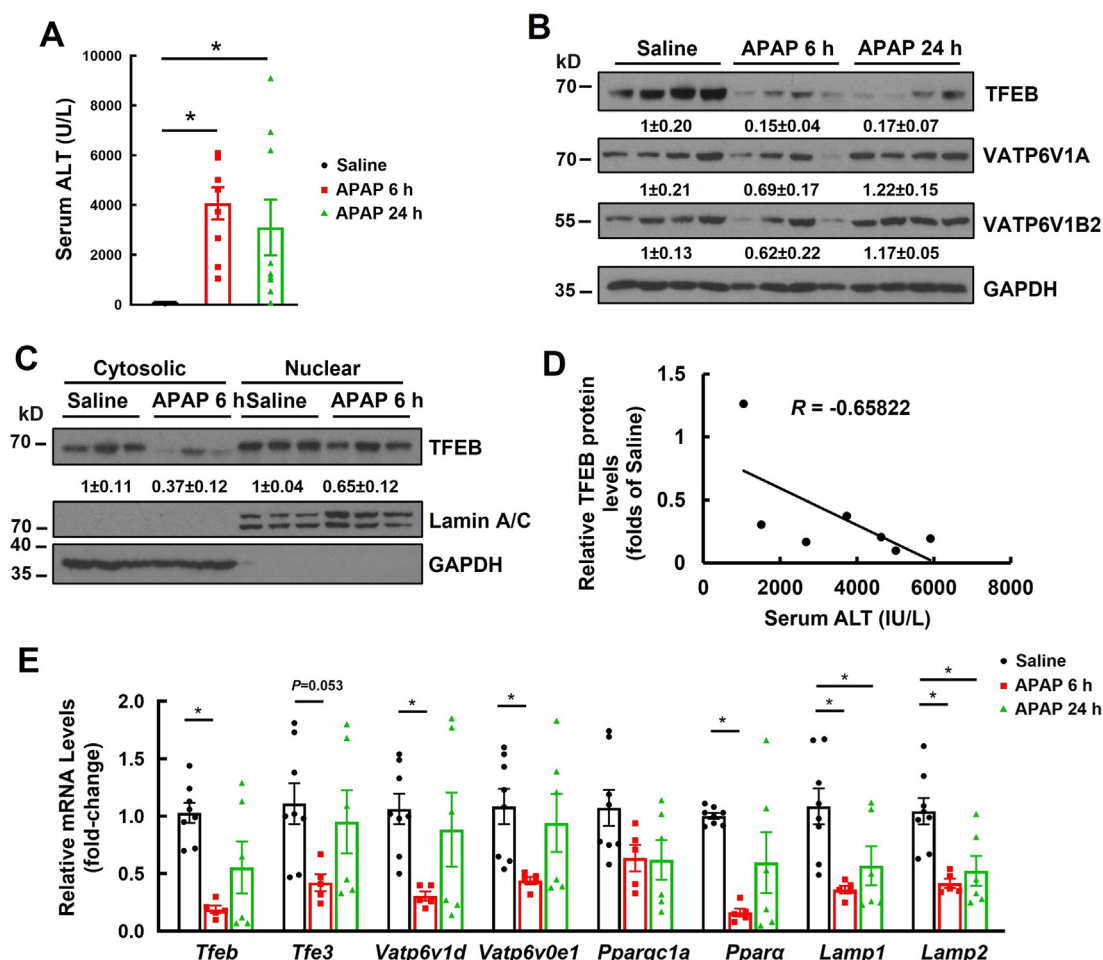 A
*
*
10000
8000
6000
4000
2000
0
Serum ALT (U/L)
Saline
APAP 6 h
APAP 24 h
B
Saline APAP 6 h APAP 24 h
kD
70 TFEB
1±0.20 0.15±0.04 0.17±0.07
70 VATP6V1A
1±0.21 0.69±0.17 1.22±0.15
55 VATP6V1B2
1±0.13 0.62±0.22 1.17±0.05
35 GAPDH
C
Cytosolic Nuclear
Saline APAP 6 h Saline APAP 6 h
kD
70 TFEB
1±0.11 0.37±0.12 1±0.04 0.65±0.12
70 Lamin A/C
40
35 GAPDH
D
Relative TFEB protein
levels
(folds of Saline)
1.5
1
0.5
0
R = -0.65822
0 2000 4000 6000 8000
Serum ALT (IU/L)
E
Saline
APAP 6 h
APAP 24 h
Relative mRNA Levels
(fold-change)
2.0
1.5
1.0
0.5
0.0
* P=0.053 * * * * * * *
Tfeb Tfe3 Vatp6v1d Vatp6v0e1 Ppargc1a Pparα Lamp1 Lamp2